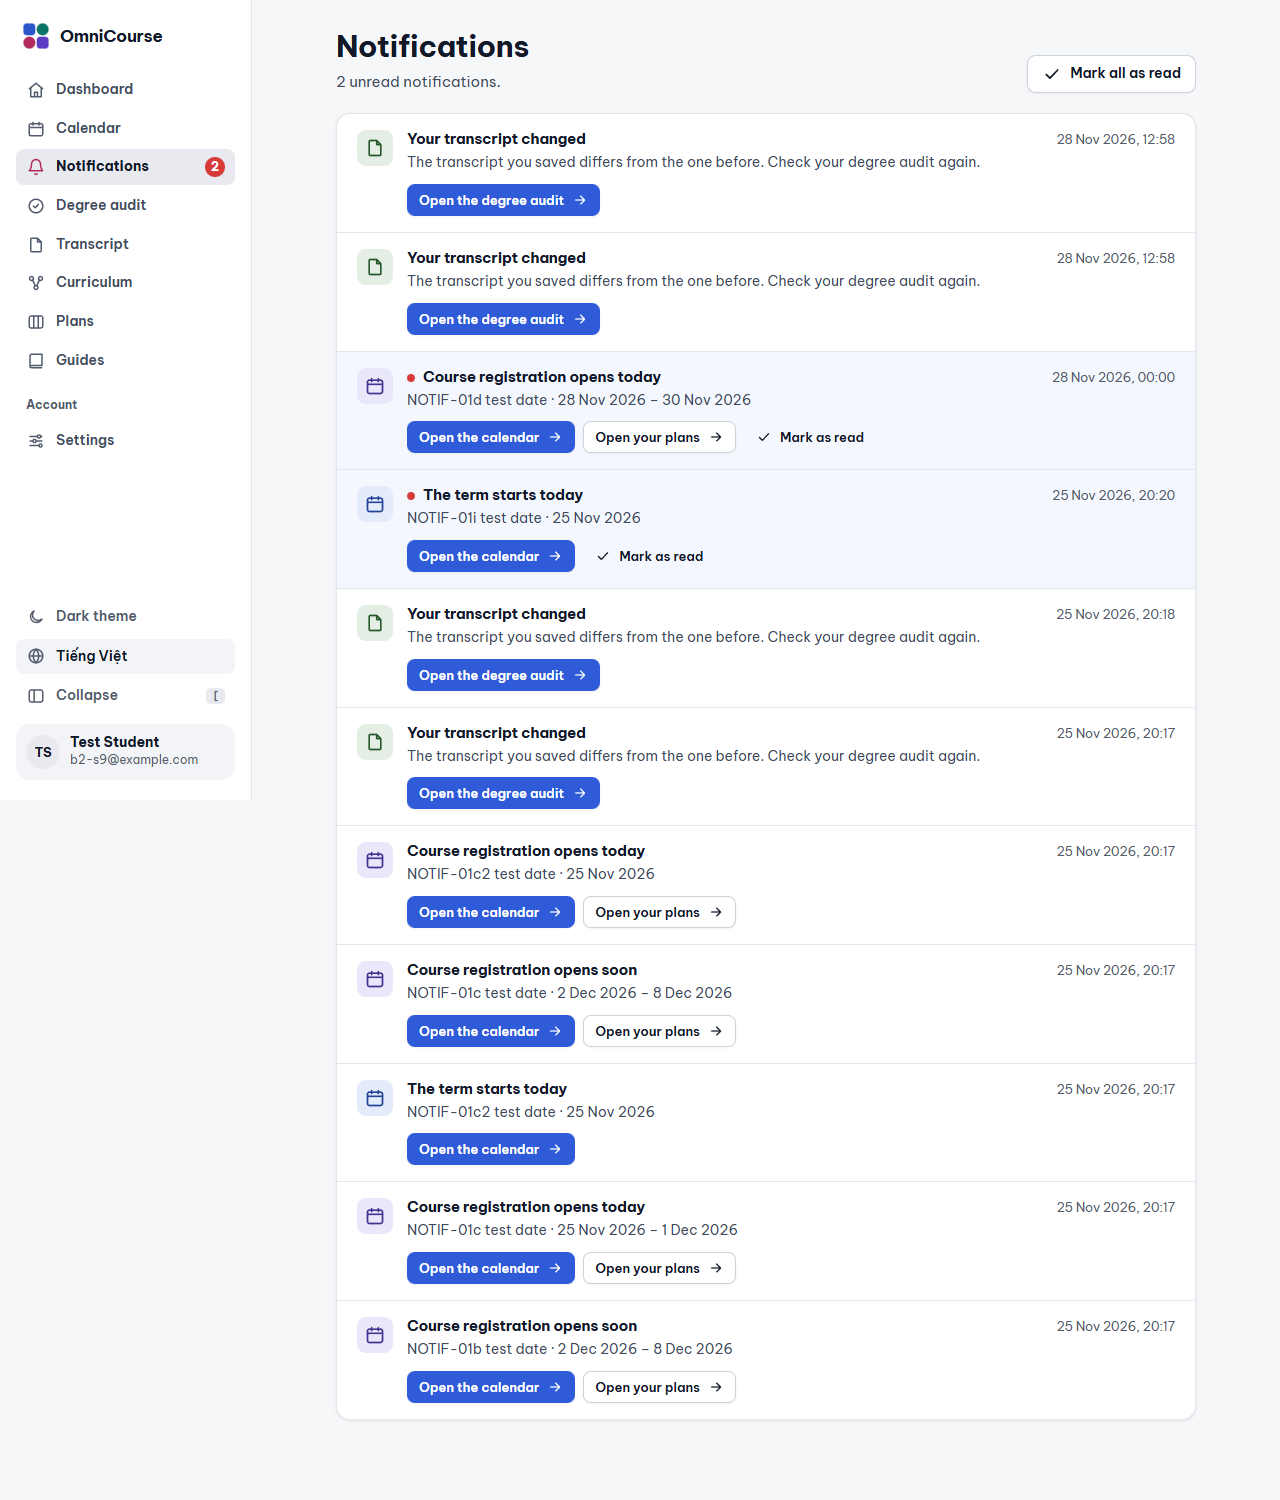 OmniCourse
Dashboard
Calendar
Notifications 2
Degree audit
Transcript
Curriculum
Plans
Guides
Account
Settings
Dark theme
Tiếng Việt
Collapse [
TS
Test Student
b2-s9@example.com
Notifications
2 unread notifications.
Mark all as read
Your transcript changed 28 Nov 2026, 12:58
The transcript you saved differs from the one before. Check your degree audit again.
Open the degree audit
Your transcript changed 28 Nov 2026, 12:58
The transcript you saved differs from the one before. Check your degree audit again.
Open the degree audit
Course registration opens today 28 Nov 2026, 00:00
NOTIF-01d test date · 28 Nov 2026 – 30 Nov 2026
Open the calendar Open your plans Mark as read
The term starts today 25 Nov 2026, 20:20
NOTIF-01i test date · 25 Nov 2026
Open the calendar Mark as read
Your transcript changed 25 Nov 2026, 20:18
The transcript you saved differs from the one before. Check your degree audit again.
Open the degree audit
Your transcript changed 25 Nov 2026, 20:17
The transcript you saved differs from the one before. Check your degree audit again.
Open the degree audit
Course registration opens today 25 Nov 2026, 20:17
NOTIF-01c2 test date · 25 Nov 2026
Open the calendar Open your plans
Course registration opens soon 25 Nov 2026, 20:17
NOTIF-01c test date · 2 Dec 2026 – 8 Dec 2026
Open the calendar Open your plans
The term starts today 25 Nov 2026, 20:17
NOTIF-01c2 test date · 25 Nov 2026
Open the calendar
Course registration opens today 25 Nov 2026, 20:17
NOTIF-01c test date · 25 Nov 2026 – 1 Dec 2026
Open the calendar Open your plans
Course registration opens soon 25 Nov 2026, 20:17
NOTIF-01b test date · 2 Dec 2026 – 8 Dec 2026
Open the calendar Open your plans